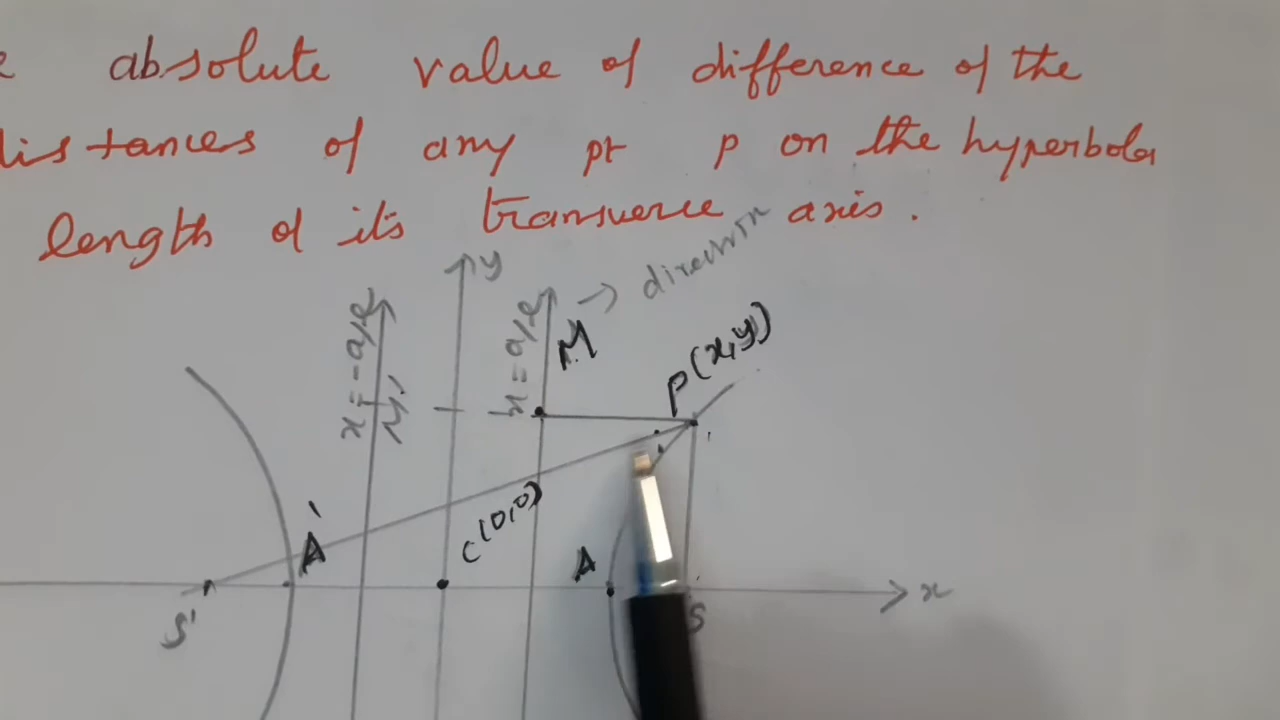 absolute value of difference of the
distances of any pt P on the hyperbola
length of its transverse axis.
y
M → directrix
x = -a/e
x = a/e
P(x,y)
M'
C(0,0)
A'
A
x
S'
S